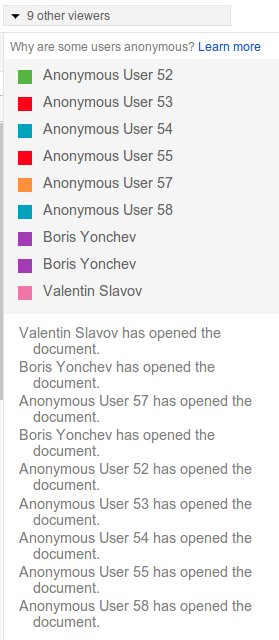 9 other viewers
Why are some users anonymous? Learn more
Anonymous User 52
Anonymous User 53
Anonymous User 54
Anonymous User 55
Anonymous User 57
Anonymous User 58
Boris Yonchev
Boris Yonchev
Valentin Slavov
Valentin Slavov has opened the
document.
Boris Yonchev has opened the
document.
Anonymous User 57 has opened the
document.
Boris Yonchev has opened the
document.
Anonymous User 52 has opened the
document.
Anonymous User 53 has opened the
document.
Anonymous User 54 has opened the
document.
Anonymous User 55 has opened the
document.
Anonymous User 58 has opened the
document.